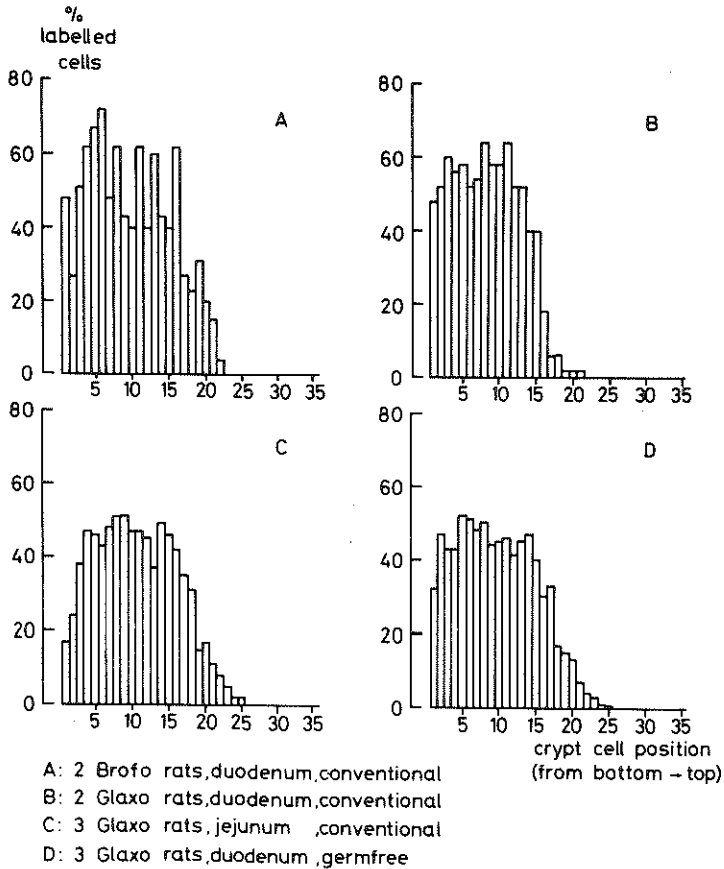 %
labelled
cells
80
60
40
20
0
A
5 10 15 20 25 30 35
80
60
40
20
0
B
5 10 15 20 25 30 35
60
40
20
0
C
5 10 15 20 25 30 35
60
40
20
0
D
5 10 15 20 25 30 35
crypt cell position
(from bottom → top)
A: 2 Brofo rats,duodenum,conventional
B: 2 Glaxo rats,duodenum,conventional
C: 3 Glaxo rats,jejunum ,conventional
D: 3 Glaxo rats,duodenum,germfree